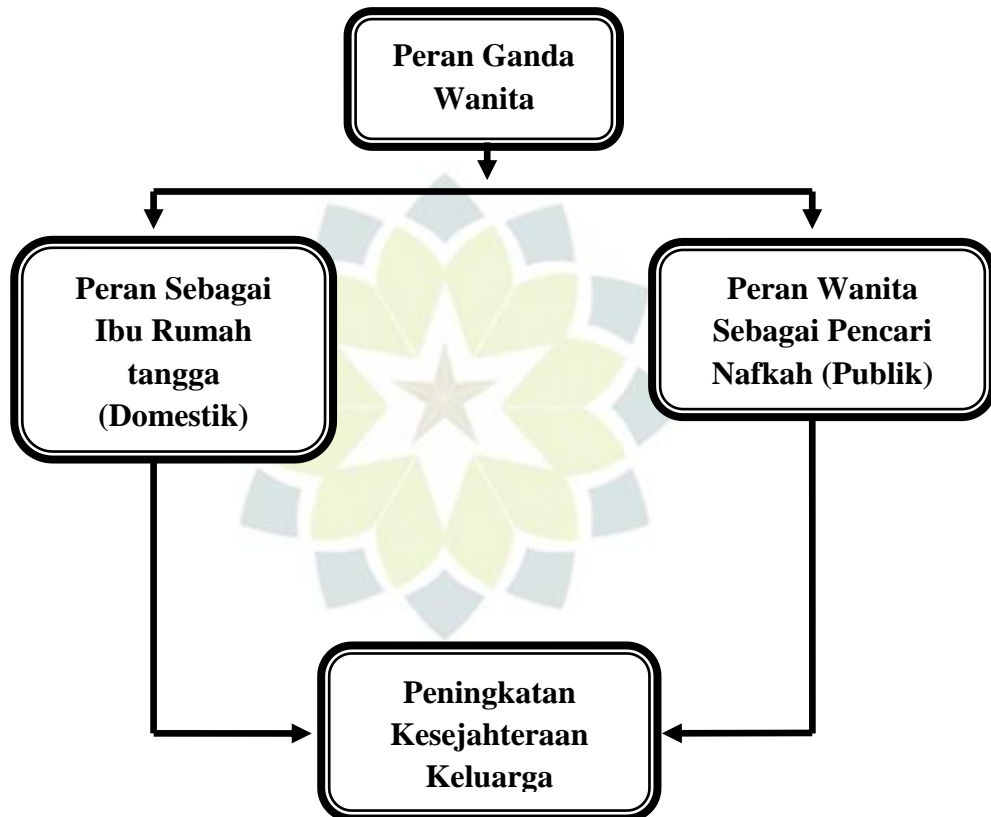 Peran Ganda
Wanita
Peran Sebagai
Ibu Rumah
tangga
(Domestik)
Peran Wanita
Sebagai Pencari
Nafkah (Publik)
Peningkatan
Kesejahteraan
Keluarga